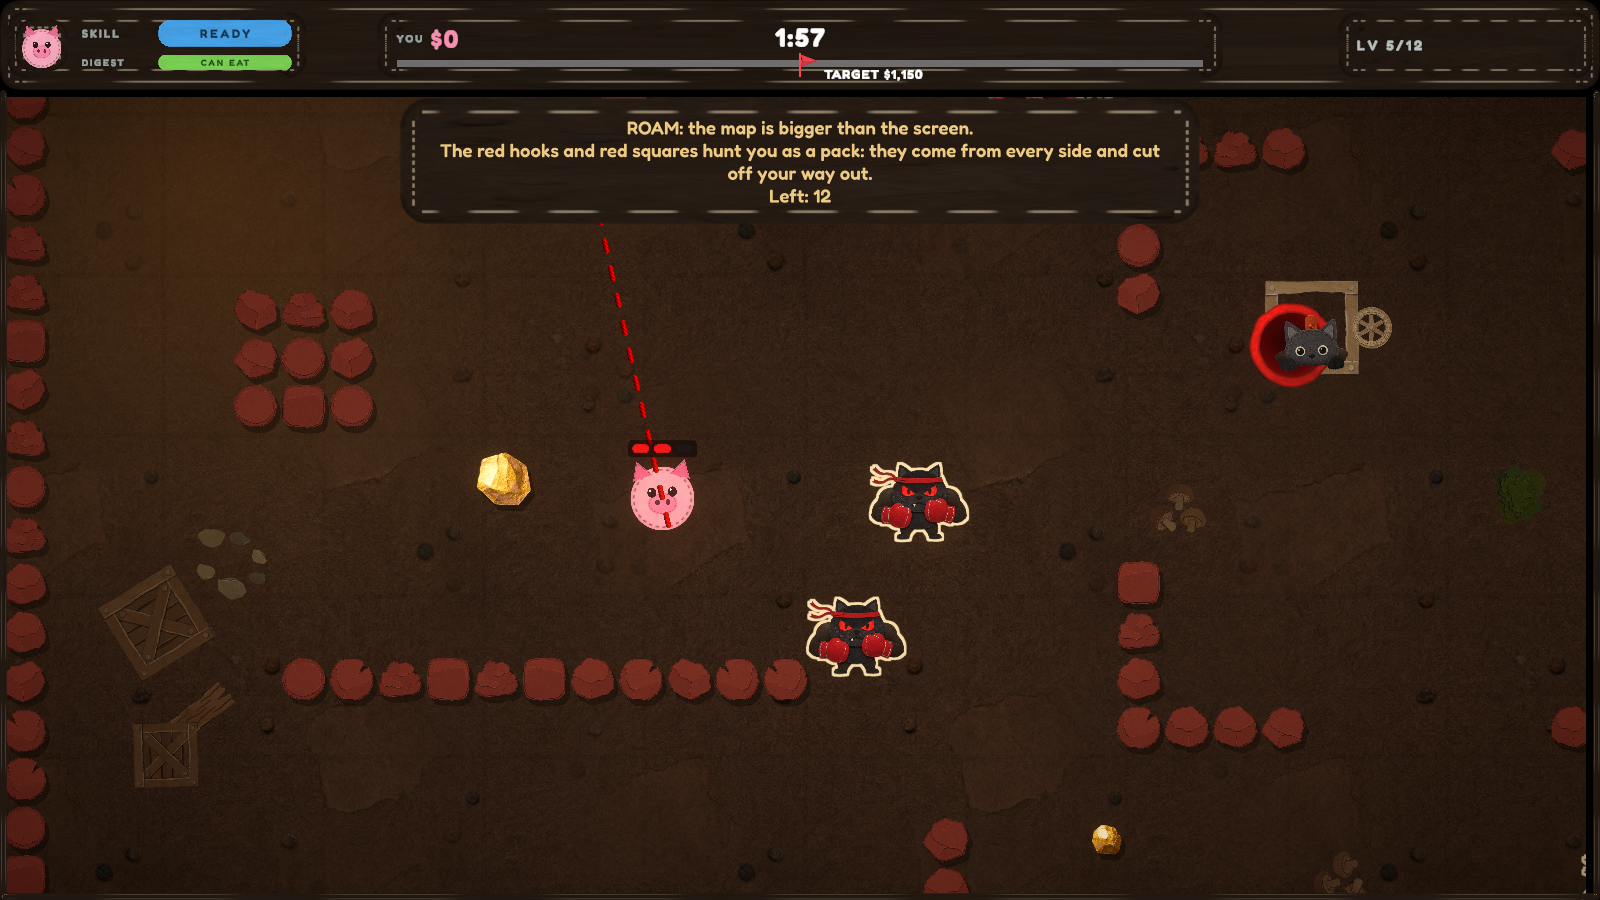 SKILL
READY
DIGEST
CAN EAT
YOU $0
1:57
TARGET $1,150
LV 5/12
ROAM: the map is bigger than the screen.
The red hooks and red squares hunt you as a pack: they come from every side and cut
off your way out.
Left: 12